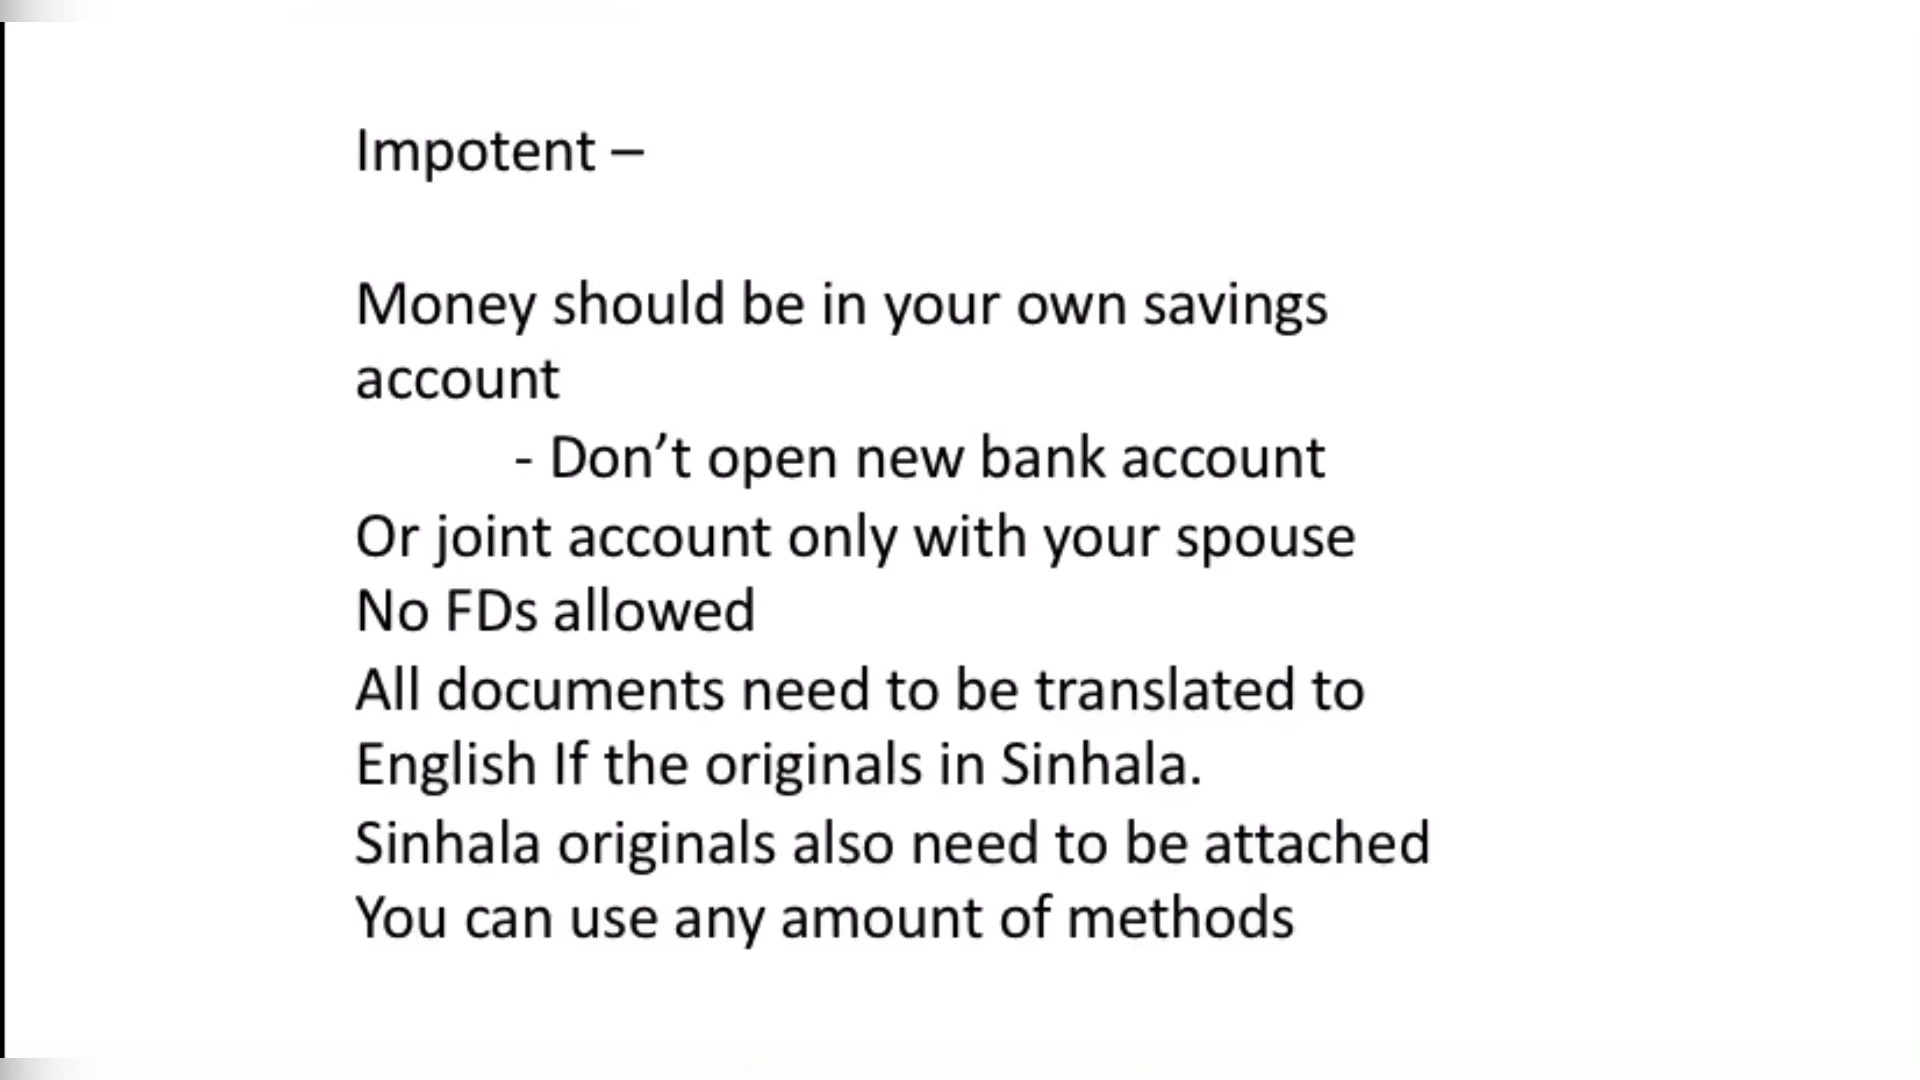 Impotent –
Money should be in your own savings
account
- Don’t open new bank account
Or joint account only with your spouse
No FDs allowed
All documents need to be translated to
English If the originals in Sinhala.
Sinhala originals also need to be attached
You can use any amount of methods